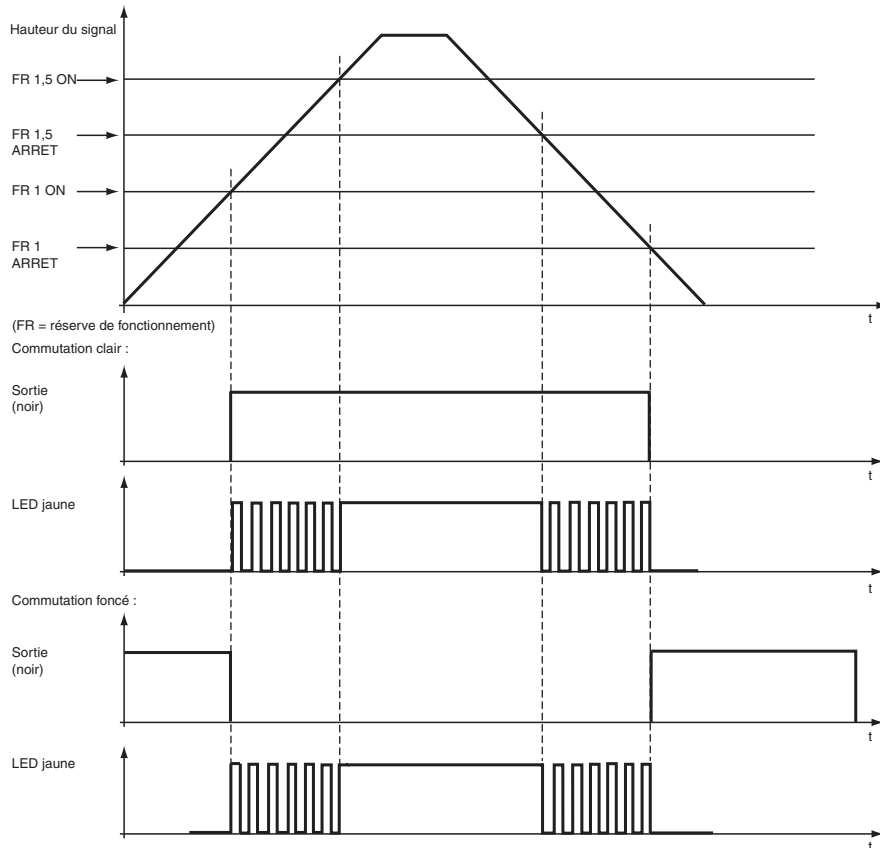 Hauteur du signal
FR 1,5 ON
FR 1,5
ARRET
FR 1 ON
FR 1
ARRET
t
(FR = réserve de fonctionnement)
Commutation clair :
Sortie
(noir)
t
LED jaune
t
Commutation foncé :
Sortie
(noir)
t
LED jaune
t